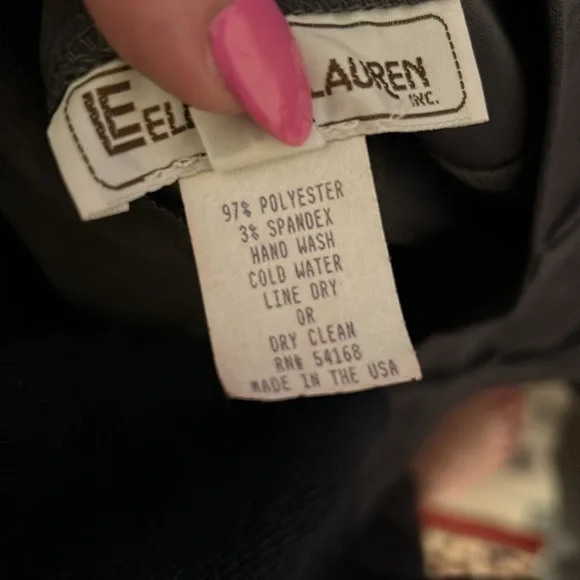 LAUREN
INC.
97% POLYESTER
3% SPANDEX
HAND WASH
COLD WATER
LINE DRY
OR
DRY CLEAN
RN# 54168
MADE IN THE USA